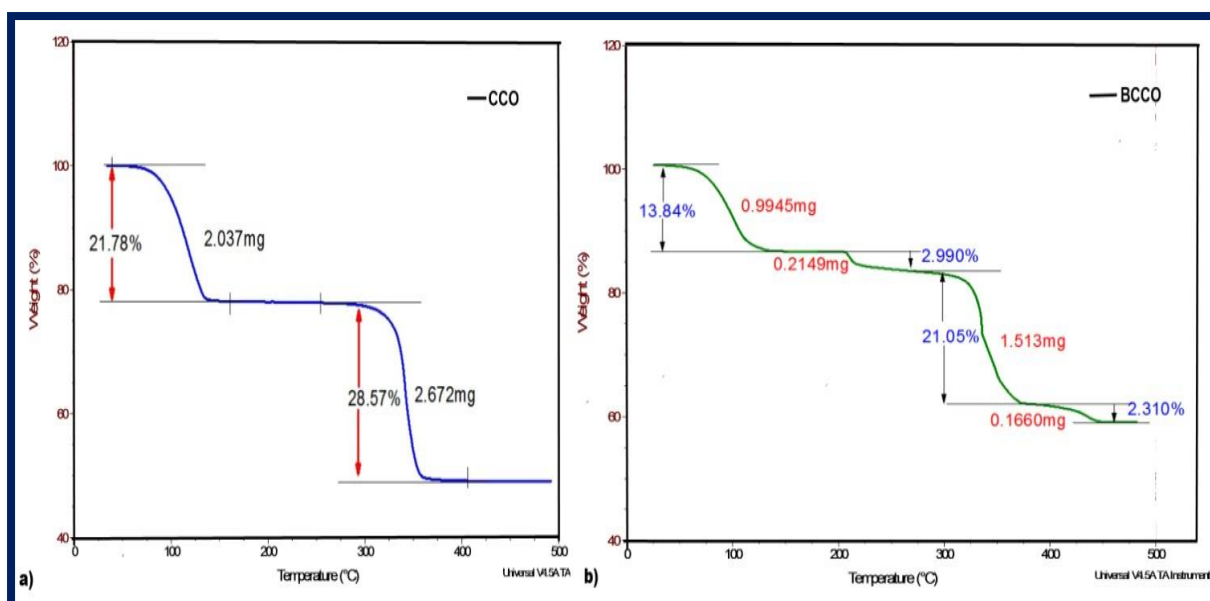 120
100
80
60
40
Weight (%)
CCO
21.78%
2.037mg
28.57%
2.672mg
0
100
200
300
400
500
Temperature (°C)
Universal V4.5A TA
a)
120
100
80
60
40
Weight (%)
BCCO
13.84%
0.9945mg
0.2149mg
2.990%
21.05%
1.513mg
0.1660mg
2.310%
0
100
200
300
400
500
Temperature (°C)
Universal V4.5A TA Instrument
b)